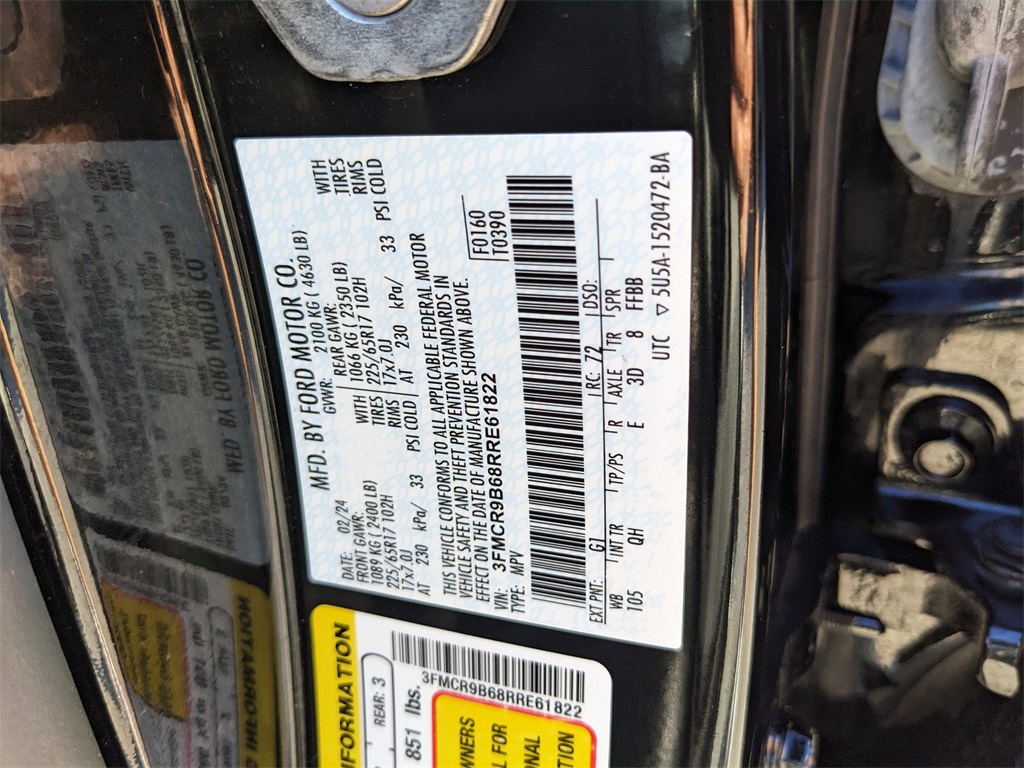 MFD. BY FORD MOTOR CO.
DATE: 02/24 GVWR: 2100 KG ( 4630 LB)
FRONT GAWR: REAR GAWR: WITH
1089 KG ( 2400 LB) WITH 1066 KG ( 2350 LB) TIRES
225/65R17 102H TIRES 225/65R17 102H RIMS
17x7.0J RIMS 17x7.0J
AT 230 kPa/ 33 PSI COLD AT 230 kPa/ 33 PSI COLD
THIS VEHICLE CONFORMS TO ALL APPLICABLE FEDERAL MOTOR
VEHICLE SAFETY AND THEFT PREVENTION STANDARDS IN
EFFECT ON THE DATE OF MANUFACTURE SHOWN ABOVE.
VIN: 3FMCR9B68RRE61822
TYPE: MPV
F0160
T0390
EXT PNT: G1 RC: 72 DSO:
WB INT TR TP/PS R AXLE TR SPR
105 QH E 3D 8 FFBB
UTC ▽ 5U5A-1520472-BA
REAR: 3
851 lbs.
3FMCR9B68RRE61822